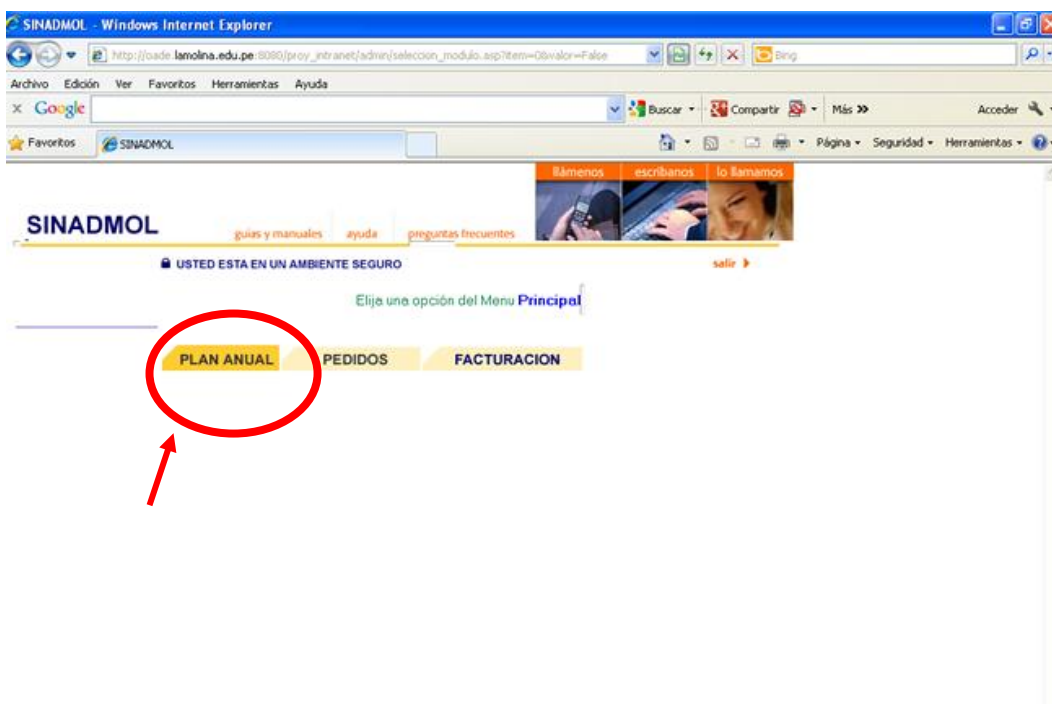 SINADMOL - Windows Internet Explorer
http://oade.lamolina.edu.pe:8080/proy_intranet/admin/seleccion_modulo.asp?item=0&valor=False
Bing
Archivo Edición Ver Favoritos Herramientas Ayuda
x Google Buscar Compartir Más >> Acceder
Favoritos SINADMOL Página Seguridad Herramientas
llámenos escríbanos lo llamamos
SINADMOL guias y manuales ayuda preguntas frecuentes
USTED ESTA EN UN AMBIENTE SEGURO salir
Elija una opción del Menu Principal
PLAN ANUAL PEDIDOS FACTURACION